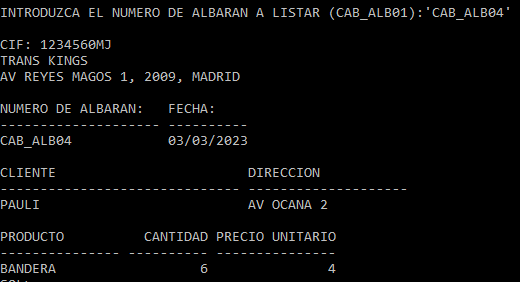 INTRODUZCA EL NUMERO DE ALBARAN A LISTAR (CAB_ALB01):'CAB_ALB04'
CIF: 1234560MJ
TRANS KINGS
AV REYES MAGOS 1, 2009, MADRID
NUMERO DE ALBARAN: FECHA:
-------------------- ----------
CAB_ALB04 03/03/2023
CLIENTE DIRECCION
------------------------------ --------------------
PAULI AV OCANA 2
PRODUCTO CANTIDAD PRECIO UNITARIO
--------------- ---------- ---------------
BANDERA 6 4